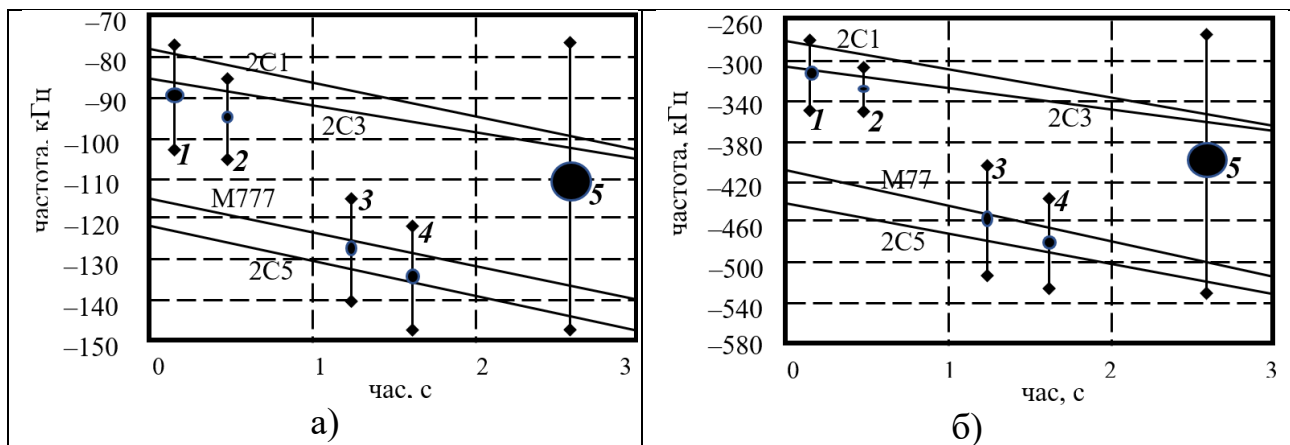 частота. кГц
–70
–80
–90
–100
–110
–120
–130
–140
–150
2С1
2С3
М777
2С5
1
2
3
4
5
0
1
2
3
час. с
а)
частота, кГц
–260
–300
–340
–380
–420
–460
–500
–540
–580
2С1
2С3
М77
2С5
1
2
3
4
5
0
1
2
3
час, с
б)